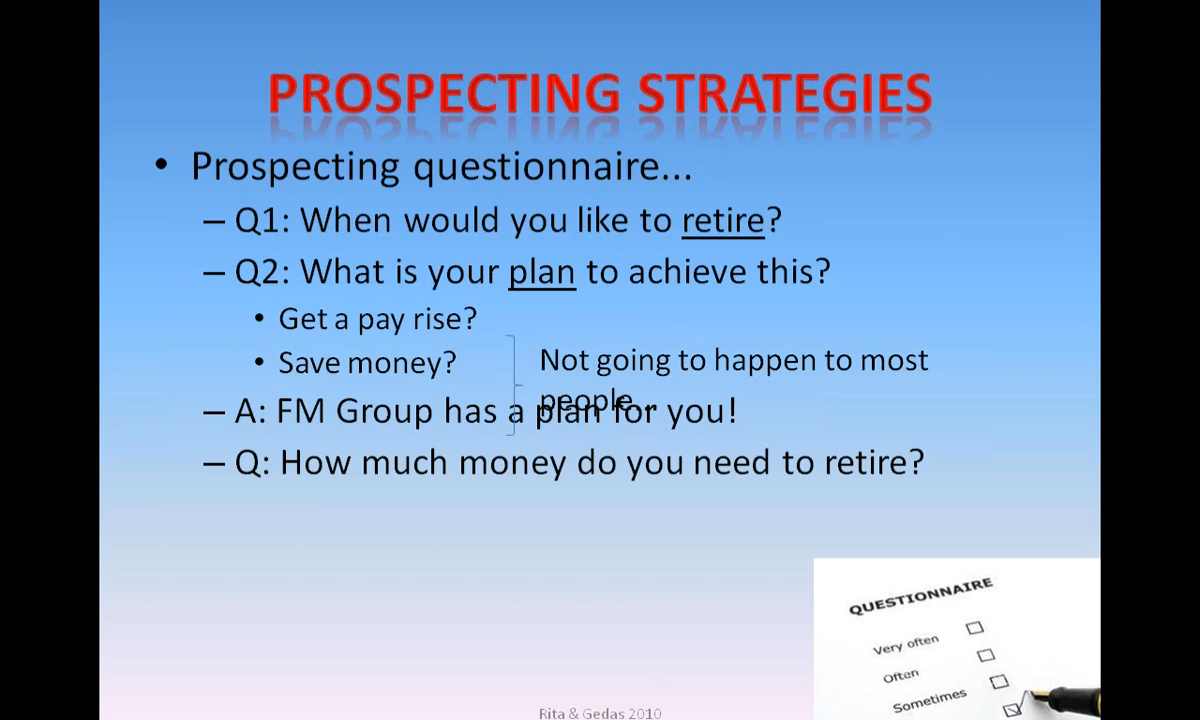 PROSPECTING STRATEGIES
• Prospecting questionnaire...
– Q1: When would you like to retire?
– Q2: What is your plan to achieve this?
• Get a pay rise?
• Save money?
Not going to happen to most
people...
– A: FM Group has a plan for you!
– Q: How much money do you need to retire?
QUESTIONNAIRE
Very often
Often
Sometimes
Rita & Gedas 2010